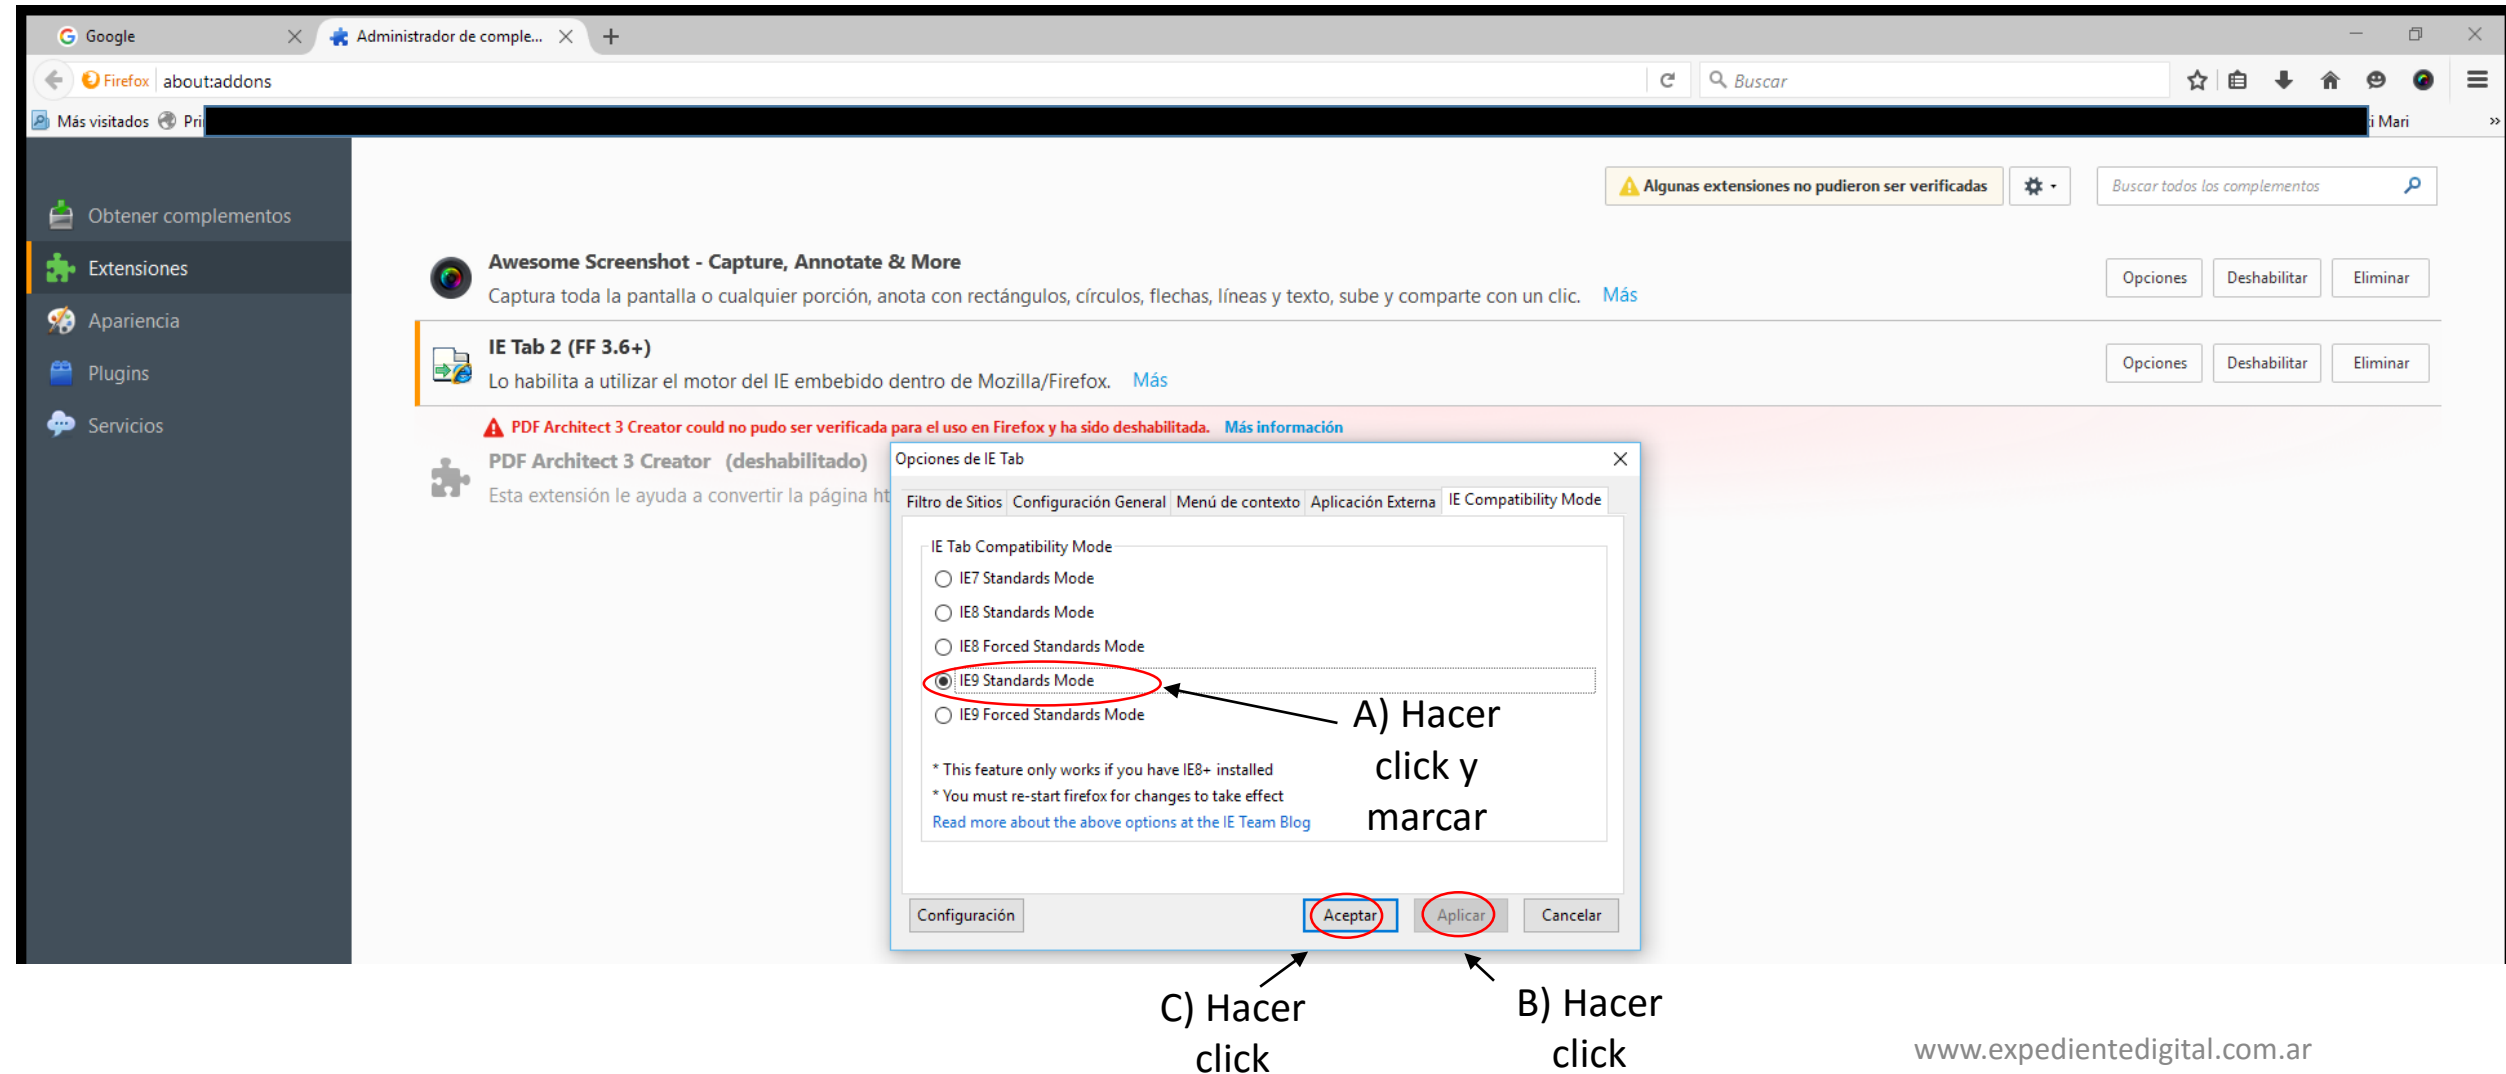 Google
Administrador de comple...
Firefox
about:addons
Buscar
Más visitados
Pri
i Mari
Algunas extensiones no pudieron ser verificadas
Buscar todos los complementos
Obtener complementos
Extensiones
Apariencia
Plugins
Servicios
Awesome Screenshot - Capture, Annotate & More
Captura toda la pantalla o cualquier porción, anota con rectángulos, círculos, flechas, líneas y texto, sube y comparte con un clic. Más
Opciones
Deshabilitar
Eliminar
IE Tab 2 (FF 3.6+)
Lo habilita a utilizar el motor del IE embebido dentro de Mozilla/Firefox. Más
Opciones
Deshabilitar
Eliminar
PDF Architect 3 Creator could no pudo ser verificada para el uso en Firefox y ha sido deshabilitada. Más información
PDF Architect 3 Creator (deshabilitado)
Esta extensión le ayuda a convertir la página ht
Opciones de IE Tab
Filtro de Sitios
Configuración General
Menú de contexto
Aplicación Externa
IE Compatibility Mode
IE Tab Compatibility Mode
IE7 Standards Mode
IE8 Standards Mode
IE8 Forced Standards Mode
IE9 Standards Mode
IE9 Forced Standards Mode
* This feature only works if you have IE8+ installed
* You must re-start firefox for changes to take effect
Read more about the above options at the IE Team Blog
A) Hacer
click y
marcar
Configuración
Aceptar
Aplicar
Cancelar
C) Hacer
click
B) Hacer
click
www.expedientedigital.com.ar